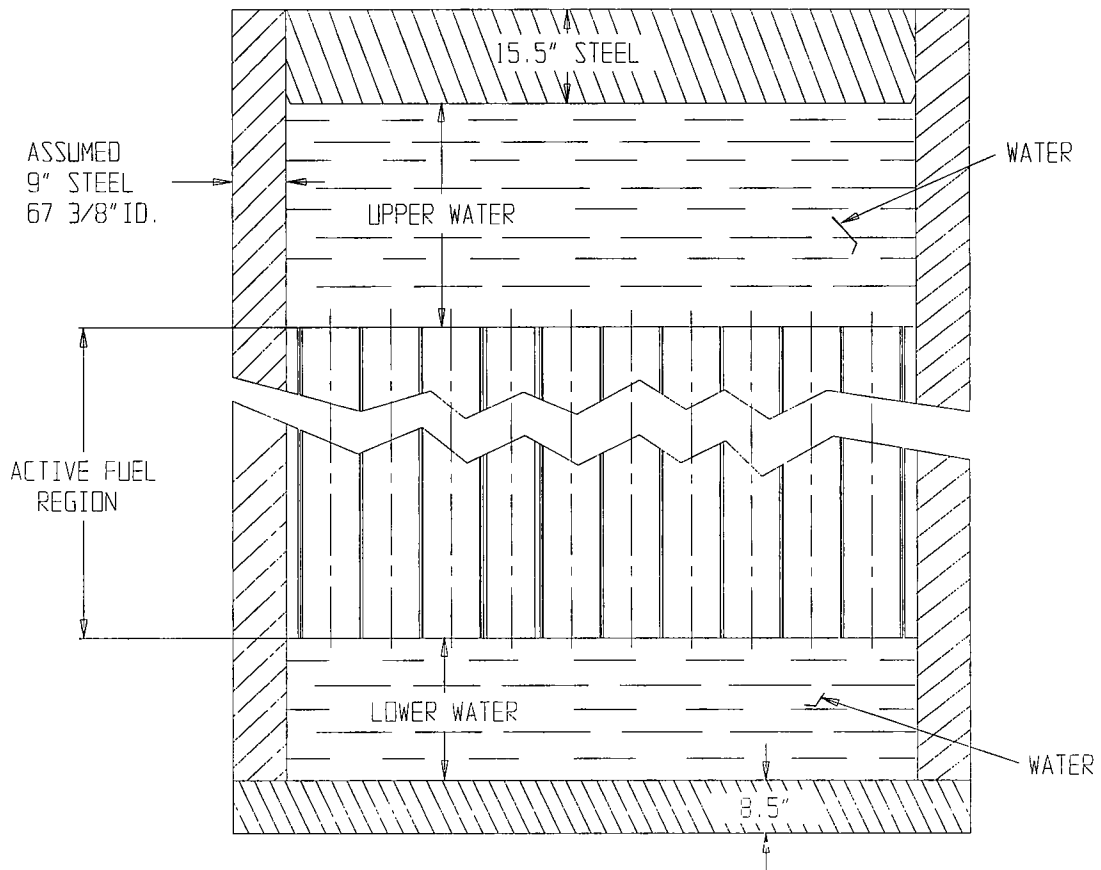 15.5" STEEL
ASSUMED
9" STEEL
67 3/8" ID.
WATER
UPPER WATER
ACTIVE FUEL
REGION
LOWER WATER
WATER
8.5"